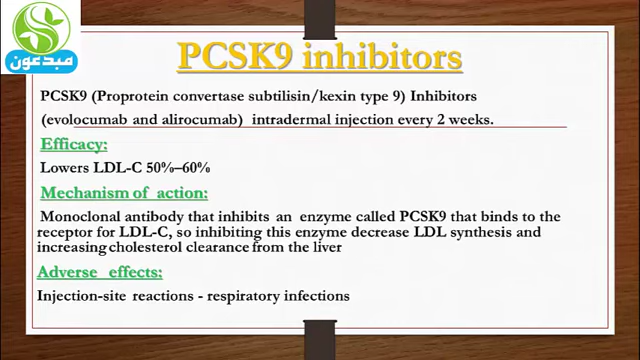 مبدعون
PCSK9 inhibitors
PCSK9 (Proprotein convertase subtilisin/kexin type 9) Inhibitors
(evolocumab and alirocumab) intradermal injection every 2 weeks.
Efficacy:
Lowers LDL-C 50%–60%
Mechanism of action:
Monoclonal antibody that inhibits an enzyme called PCSK9 that binds to the
receptor for LDL-C, so inhibiting this enzyme decrease LDL synthesis and
increasing cholesterol clearance from the liver
Adverse effects:
Injection-site reactions - respiratory infections